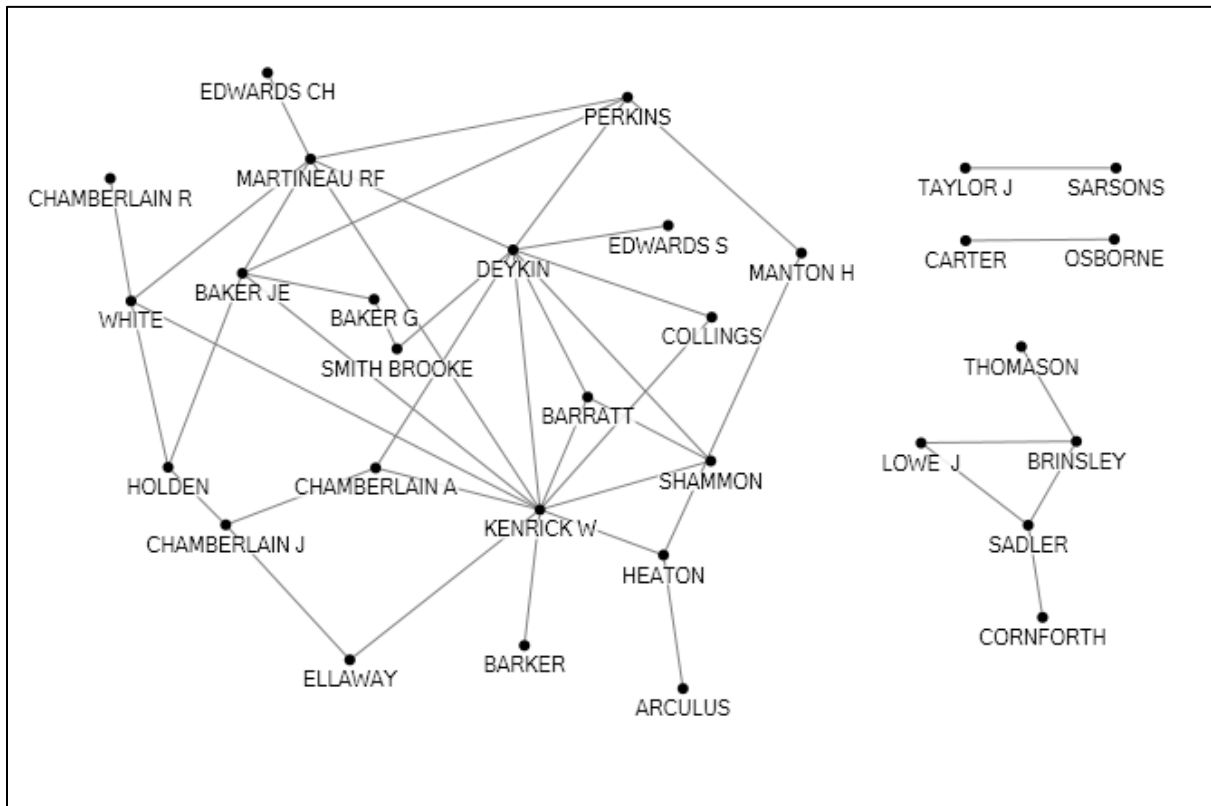 EDWARDS CH
PERKINS
MARTINEAU RF
CHAMBERLAIN R
TAYLOR J
SARSONS
EDWARDS S
DEYKIN
MANTON H
CARTER
OSBORNE
BAKER JE
BAKER G
WHITE
COLLINGS
SMITH BROOKE
THOMASON
BARRATT
LOWE J
BRINSLEY
HOLDEN
CHAMBERLAIN A
SHAMMON
KENRICK W
CHAMBERLAIN J
SADLER
HEATON
CORNFORTH
BARKER
ELLAWAY
ARCULUS